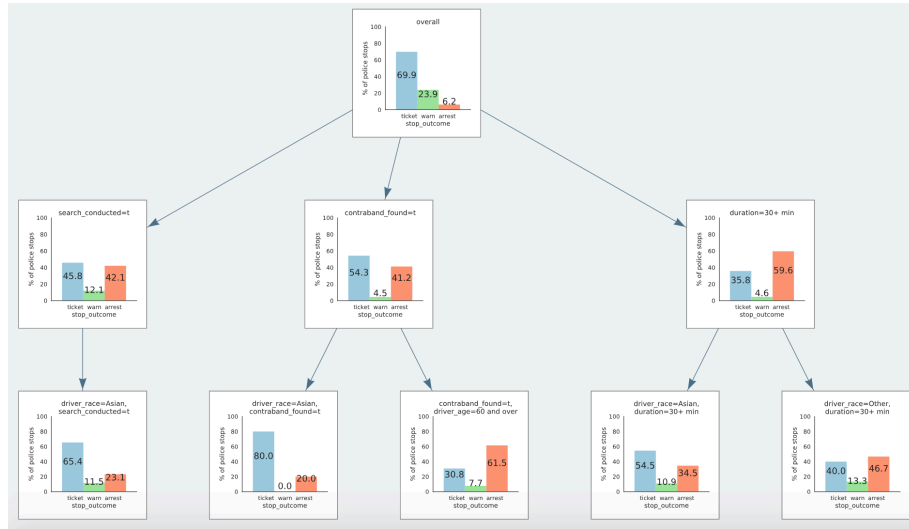 overall
% of police stops
100
80
60
40
20
0
69.9
23.9
6.2
ticket warn arrest
stop_outcome
search_conducted=t
% of police stops
100
80
60
40
20
0
45.8
12.1
42.1
ticket warn arrest
stop_outcome
contraband_found=t
% of police stops
100
80
60
40
20
0
54.3
4.5
41.2
ticket warn arrest
stop_outcome
duration=30+ min
% of police stops
100
80
60
40
20
0
35.8
4.6
59.6
ticket warn arrest
stop_outcome
driver_race=Asian,
search_conducted=t
% of police stops
100
80
60
40
20
0
65.4
11.5
23.1
ticket warn arrest
stop_outcome
driver_race=Asian,
contraband_found=t
% of police stops
100
80
60
40
20
0
80.0
0.0
20.0
ticket warn arrest
stop_outcome
contraband_found=t,
driver_age=60 and over
% of police stops
100
80
60
40
20
0
30.8
7.7
61.5
ticket warn arrest
stop_outcome
driver_race=Asian,
duration=30+ min
% of police stops
100
80
60
40
20
0
54.5
10.9
34.5
ticket warn arrest
stop_outcome
driver_race=Other,
duration=30+ min
% of police stops
100
80
60
40
20
0
40.0
13.3
46.7
ticket warn arrest
stop_outcome